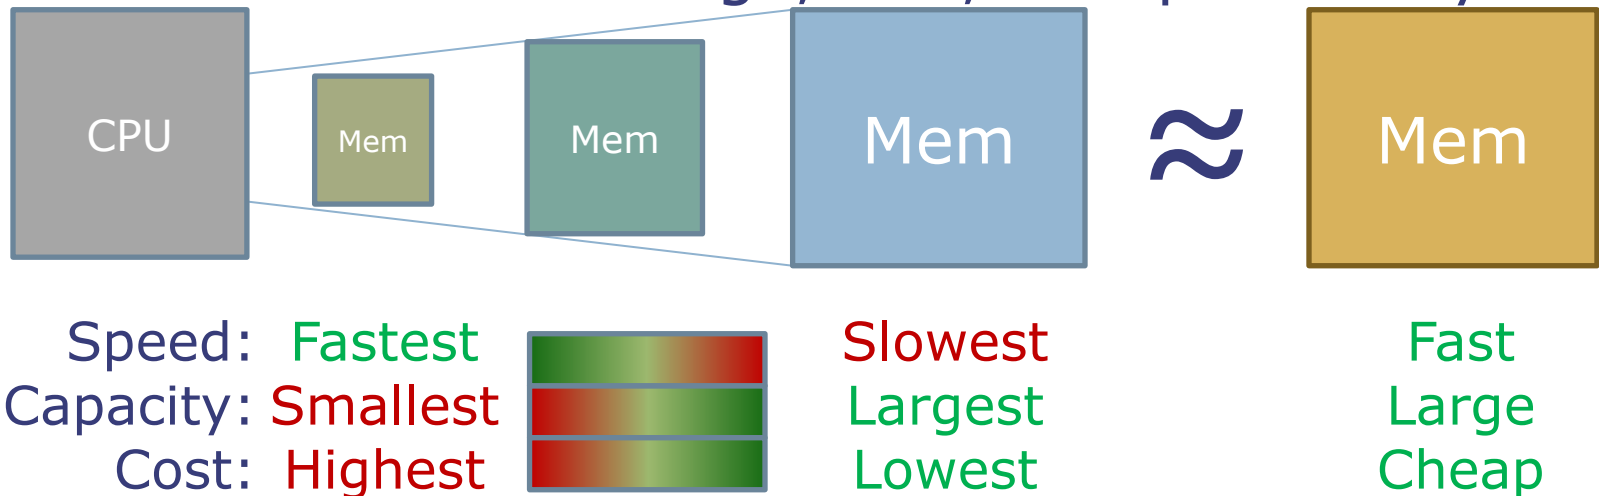 CPU Mem Mem Mem ≈ Mem
Speed: Fastest Slowest Fast
Capacity: Smallest Largest Large
Cost: Highest Lowest Cheap